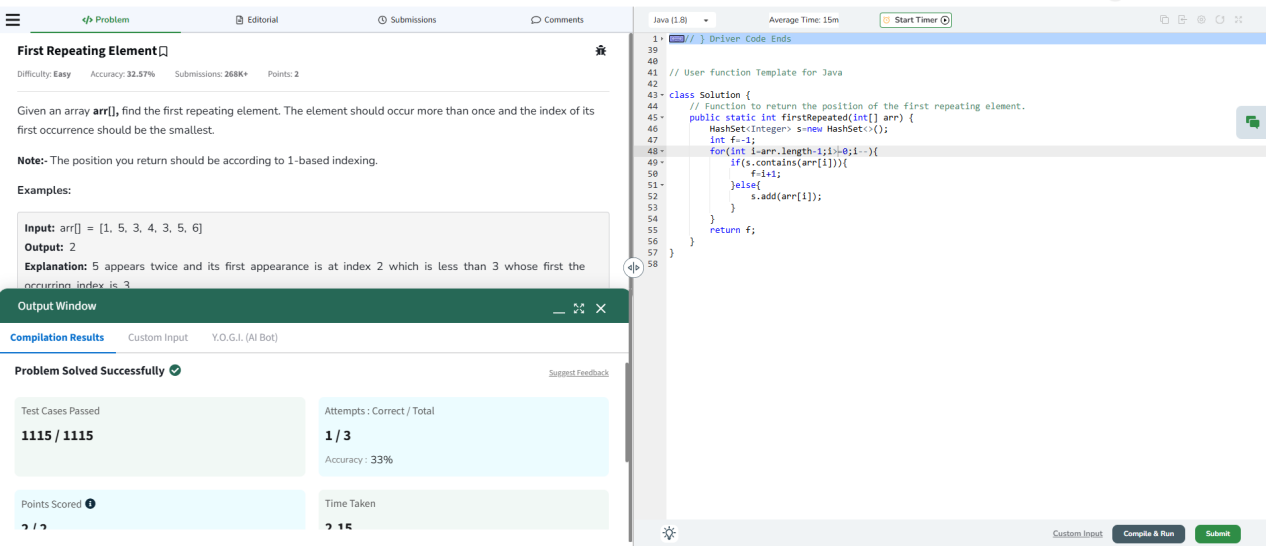 Problem
Editorial
Submissions
Comments
First Repeating Element
Difficulty: Easy Accuracy: 32.57% Submissions: 268K+ Points: 2
Given an array arr[], find the first repeating element. The element should occur more than once and the index of its
first occurrence should be the smallest.
Note:- The position you return should be according to 1-based indexing.
Examples:
Input: arr[] = [1, 5, 3, 4, 3, 5, 6]
Output: 2
Explanation: 5 appears twice and its first appearance is at index 2 which is less than 3 whose first the
occurring index is 3
Output Window
Compilation Results Custom Input Y.O.G.I. (AI Bot)
Problem Solved Successfully
Suggest Feedback
Test Cases Passed
1115 / 1115
Attempts : Correct / Total
1 / 3
Accuracy : 33%
Points Scored
2 / 2
Time Taken
2.15
Java (1.8)
Average Time: 15m
Start Timer
1 // } Driver Code Ends
39
40
41 // User function Template for Java
42
43 class Solution {
44 // Function to return the position of the first repeating element.
45 public static int firstRepeated(int[] arr) {
46 HashSet<Integer> s=new HashSet<>();
47 int f=-1;
48 for(int i=arr.length-1;i>=0;i--){
49 if(s.contains(arr[i])){
50 f=i+1;
51 }else{
52 s.add(arr[i]);
53 }
54 }
55 return f;
56 }
57 }
58
Custom Input
Compile & Run
Submit